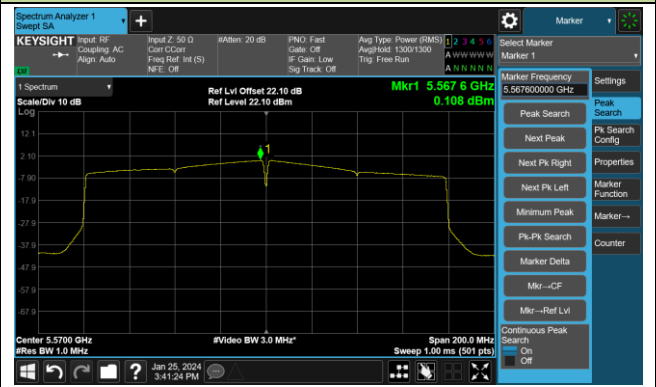 Spectrum Analyzer 1
Swept SA
Marker
KEYSIGHT
Input: RF
Coupling: AC
Align: Auto
Input Z: 50 Ω
Corr CCorr
Freq Ref: Int (S)
NFE: Off
#Atten: 20 dB
PNO: Fast
Gate: Off
IF Gain: Low
Sig Track: Off
Avg Type: Power (RMS)
Avg|Hold: 1300/1300
Trig: Free Run
1 2 3 4 5 6
A W W W W W
A N N N N N
Select Marker
Marker 1
1 Spectrum
Scale/Div 10 dB
Log
Ref Lvl Offset 22.10 dB
Ref Level 22.10 dBm
Mkr1 5.567 6 GHz
0.108 dBm
12.1
2.10
-7.90
-17.9
-27.9
-37.9
-47.9
-57.9
-67.9
1
Center 5.5700 GHz
#Res BW 1.0 MHz
#Video BW 3.0 MHz*
Span 200.0 MHz
Sweep 1.00 ms (501 pts)
Marker Frequency
5.567600000 GHz
Peak Search
Next Peak
Next Pk Right
Next Pk Left
Minimum Peak
Pk-Pk Search
Marker Delta
Mkr→CF
Mkr→Ref Lvl
Continuous Peak
Search
On
Off
Settings
Peak
Search
Pk Search
Config
Properties
Marker
Function
Marker→
Counter
Jan 25, 2024
3:41:24 PM